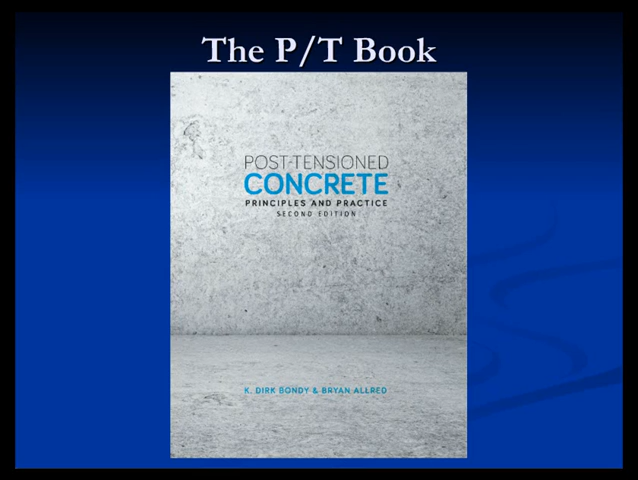 The P/T Book
POST-TENSIONED
CONCRETE
PRINCIPLES AND PRACTICE
SECOND EDITION
K. DIRK BONDY & BRYAN ALLRED